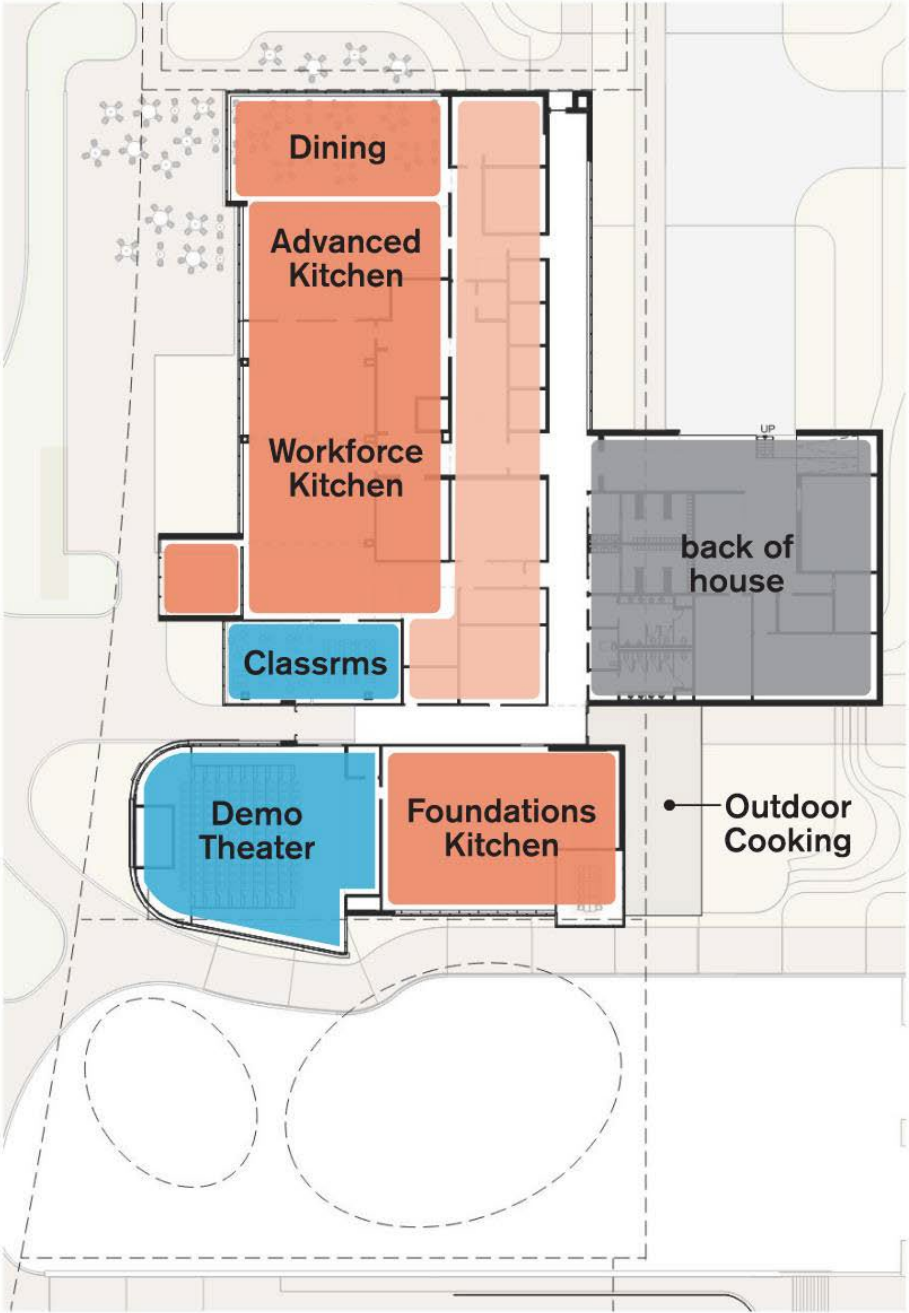 Dining
Advanced
Kitchen
Workforce
Kitchen
UP
back of
house
Classrms
Demo
Theater
Foundations
Kitchen
Outdoor
Cooking